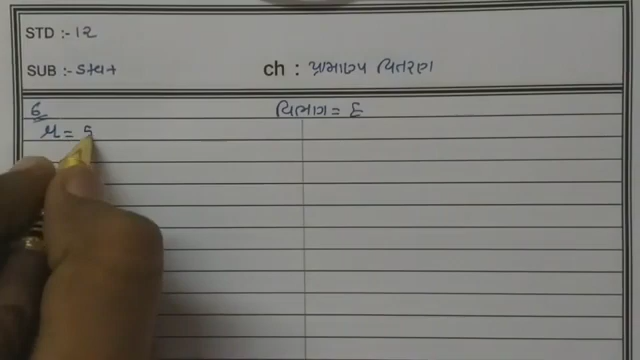 STD :- 12
SUB :- stat
ch : પ્રમાણ્ય વિતરણ
6
વિભાગ = E
μ = 5